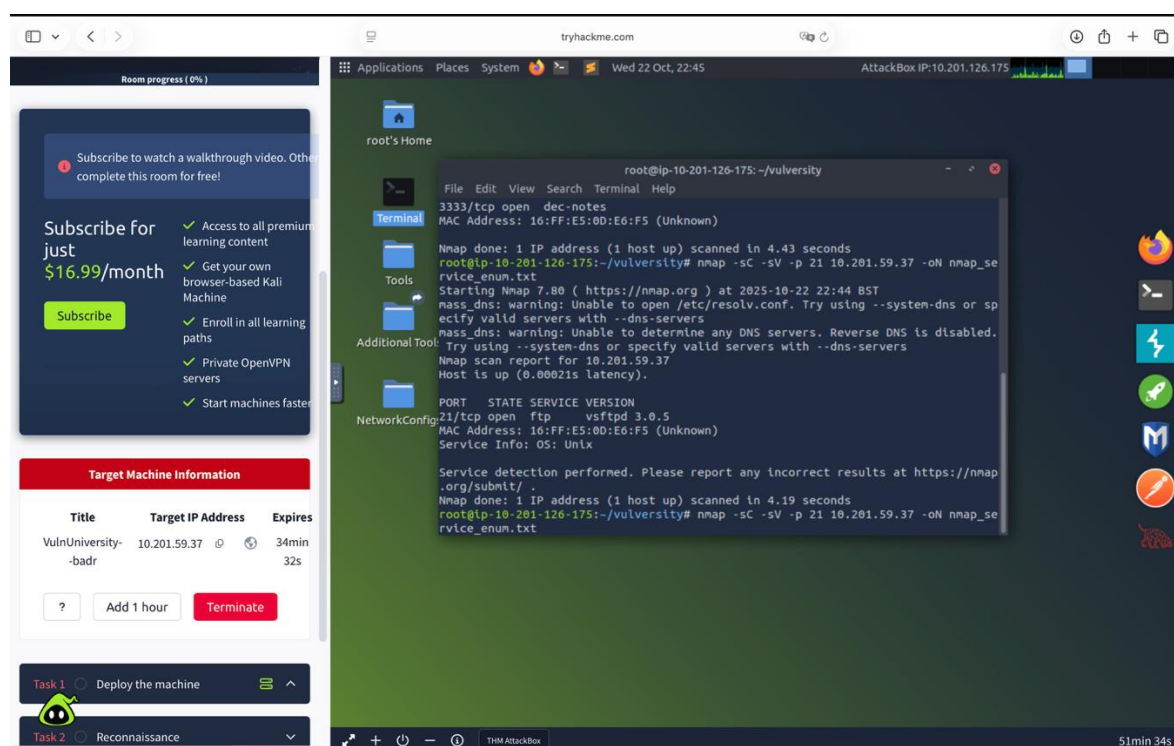 tryhackme.com
Room progress ( 0% )
Subscribe to watch a walkthrough video. Othe
complete this room for free!
Subscribe for
just
$16.99/month
Subscribe
Access to all premium
learning content
Get your own
browser-based Kali
Machine
Enroll in all learning
paths
Private OpenVPN
servers
Start machines faster
Target Machine Information
Title Target IP Address Expires
VulnUniversity-
-badr
10.201.59.37
34min
32s
? Add 1 hour Terminate
Task 1 Deploy the machine
Task 2 Reconnaissance
Applications Places System Wed 22 Oct, 22:45 AttackBox IP:10.201.126.175
root's Home
Terminal
Tools
Additional Tool
NetworkConfig
root@ip-10-201-126-175: ~/vulversity
File Edit View Search Terminal Help
3333/tcp open  dec-notes
MAC Address: 16:FF:E5:0D:E6:F5 (Unknown)
Nmap done: 1 IP address (1 host up) scanned in 4.43 seconds
root@ip-10-201-126-175:~/vulversity# nmap -sC -sV -p 21 10.201.59.37 -oN nmap_se
rvice_enum.txt
Starting Nmap 7.80 ( https://nmap.org ) at 2025-10-22 22:44 BST
mass_dns: warning: Unable to open /etc/resolv.conf. Try using --system-dns or sp
ecify valid servers with --dns-servers
mass_dns: warning: Unable to determine any DNS servers. Reverse DNS is disabled.
 Try using --system-dns or specify valid servers with --dns-servers
Nmap scan report for 10.201.59.37
Host is up (0.00021s latency).
PORT   STATE SERVICE VERSION
21/tcp open  ftp     vsftpd 3.0.5
MAC Address: 16:FF:E5:0D:E6:F5 (Unknown)
Service Info: OS: Unix
Service detection performed. Please report any incorrect results at https://nmap
.org/submit/ .
Nmap done: 1 IP address (1 host up) scanned in 4.19 seconds
root@ip-10-201-126-175:~/vulversity# nmap -sC -sV -p 21 10.201.59.37 -oN nmap_se
rvice_enum.txt
THM AttackBox
51min 34s